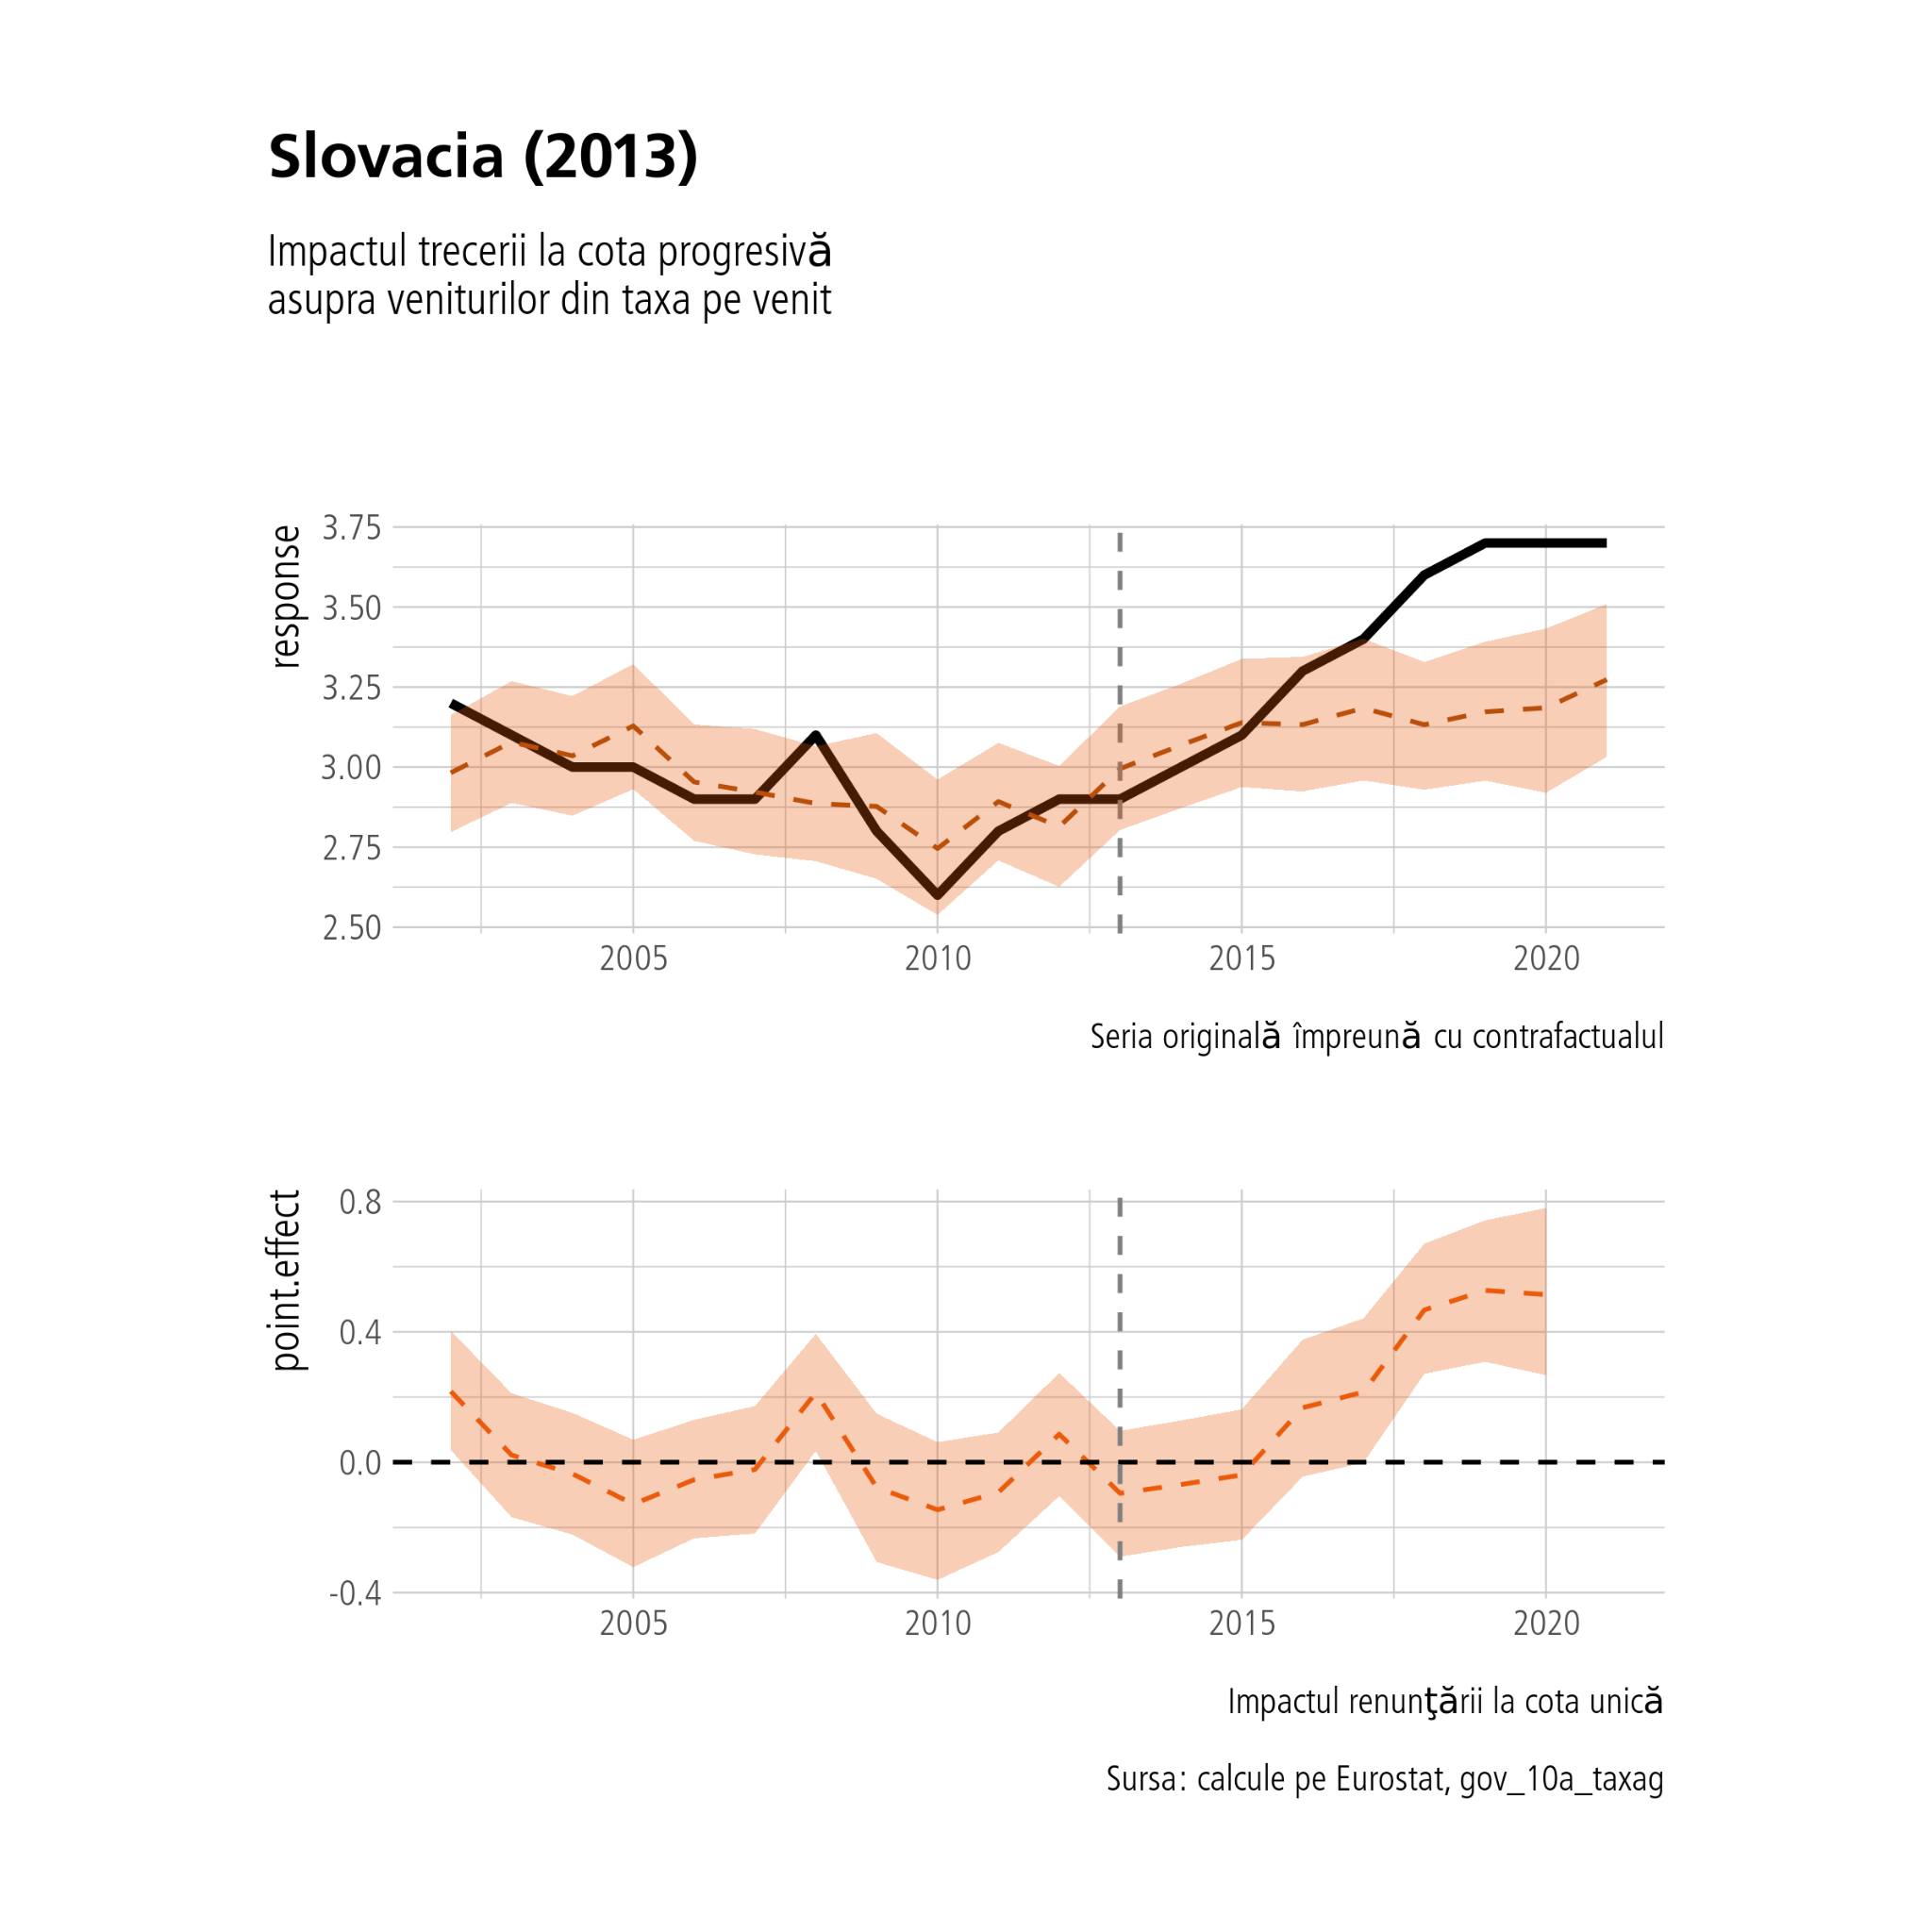 Slovacia (2013)
Impactul trecerii la cota progresivă
asupra veniturilor din taxa pe venit
response
3.75
3.50
3.25
3.00
2.75
2.50
2005 2010 2015 2020
Seria originală împreună cu contrafactualul
point.effect
0.8
0.4
0.0
-0.4
2005 2010 2015 2020
Impactul renunţării la cota unică
Sursa: calcule pe Eurostat, gov_10a_taxag